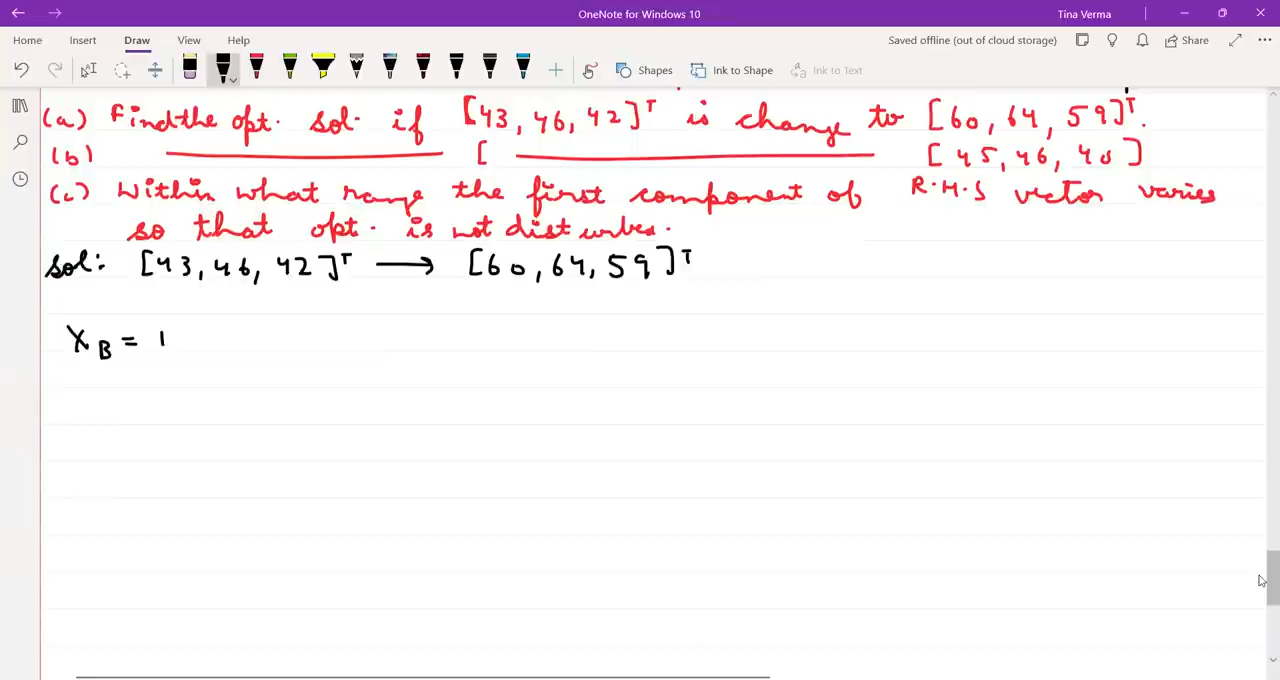 OneNote for Windows 10
Tina Verma
Home Insert Draw View Help
Saved offline (out of cloud storage)
Share
Shapes
Ink to Shape
Ink to Text
(a) Find the opt. sol. if [43, 46, 42]ᵀ is change to [60, 64, 59]ᵀ.
(b) [ [45, 46, 40]
(c) Within what range the first component of R.H.S vector varies
so that opt. is not disturbes.
Sol: [43, 46, 42]ᵀ ⟶ [60, 64, 59]ᵀ
X_B =